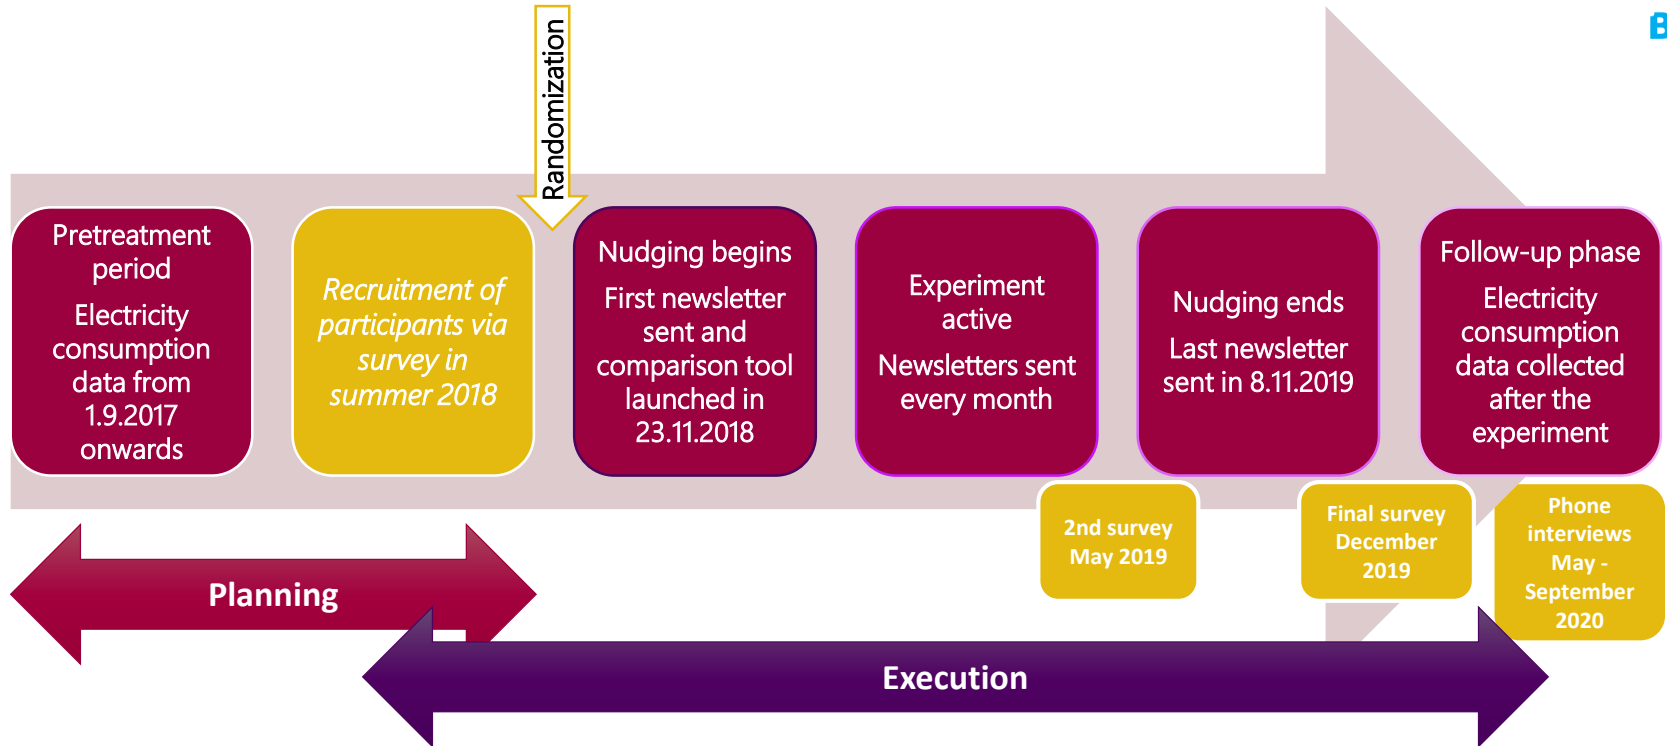 Randomization
B
Pretreatment
period
Electricity
consumption
data from
1.9.2017
onwards
Recruitment of
participants via
survey in
summer 2018
Nudging begins
First newsletter
sent and
comparison tool
launched in
23.11.2018
Experiment
active
Newsletters sent
every month
Nudging ends
Last newsletter
sent in 8.11.2019
Follow-up phase
Electricity
consumption
data collected
after the
experiment
2nd survey
May 2019
Final survey
December
2019
Phone
interviews
May -
September
2020
Planning
Execution